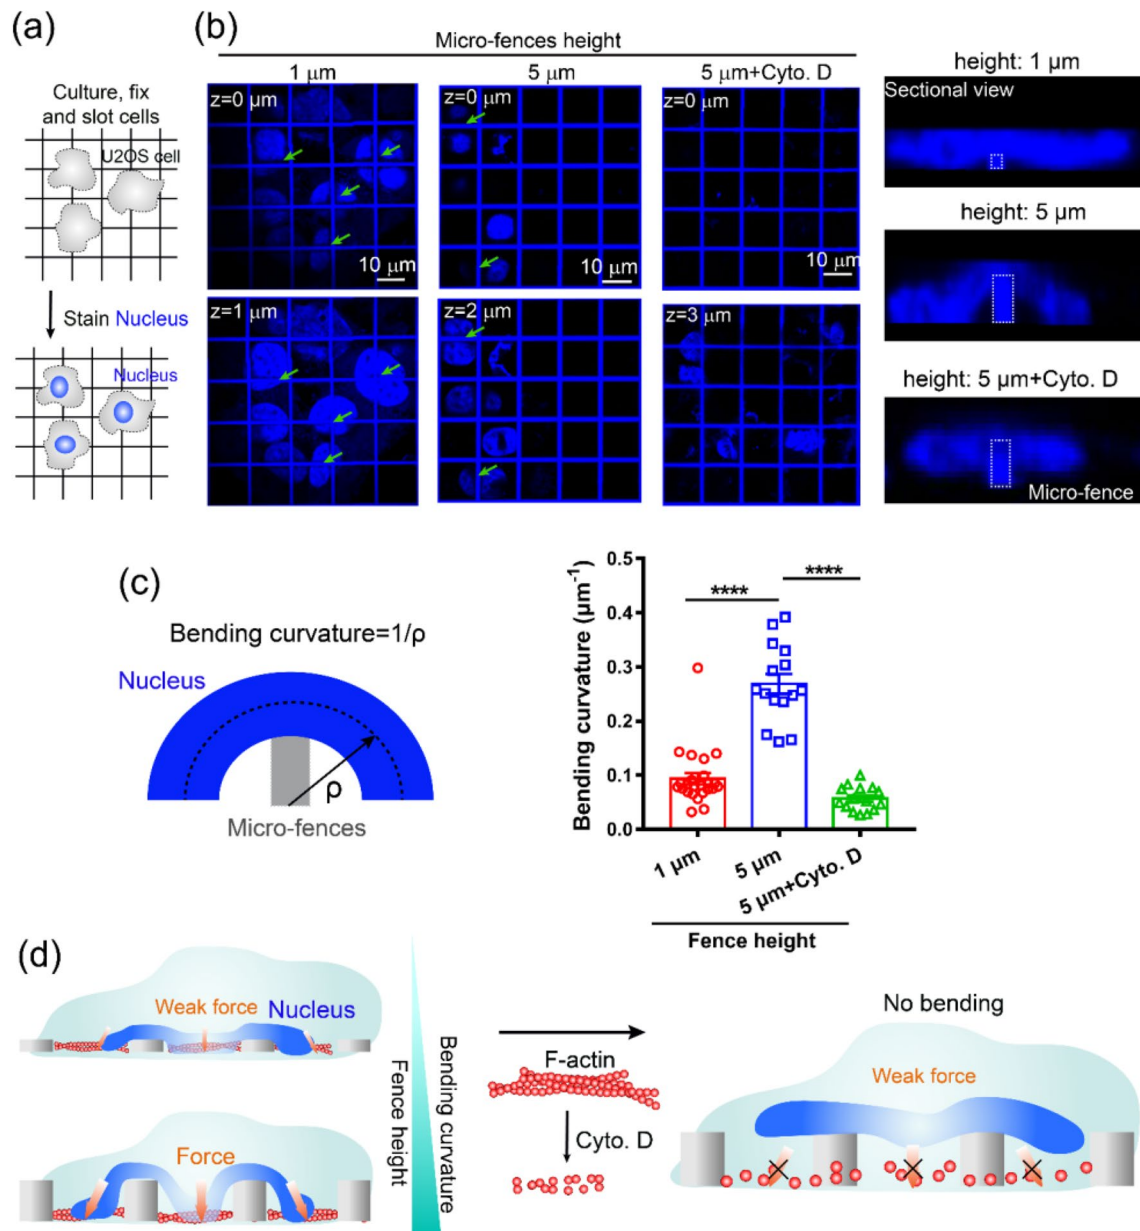 (a)
Culture, fix
and slot cells
U2OS cell
Stain Nucleus
Nucleus
(b)
Micro-fences height
1 μm
5 μm
5 μm+Cyto. D
z=0 μm
z=0 μm
z=0 μm
10 μm
10 μm
10 μm
z=1 μm
z=2 μm
z=3 μm
height: 1 μm
Sectional view
height: 5 μm
height: 5 μm+Cyto. D
Micro-fence
(c)
Bending curvature=1/ρ
Nucleus
ρ
Micro-fences
Bending curvature (μm⁻¹)
0.5
0.4
0.3
0.2
0.1
0.0
****
****
1 μm
5 μm
5 μm+Cyto. D
Fence height
(d)
Weak force
Nucleus
Force
Fence height
Bending curvature
F-actin
Cyto. D
No bending
Weak force